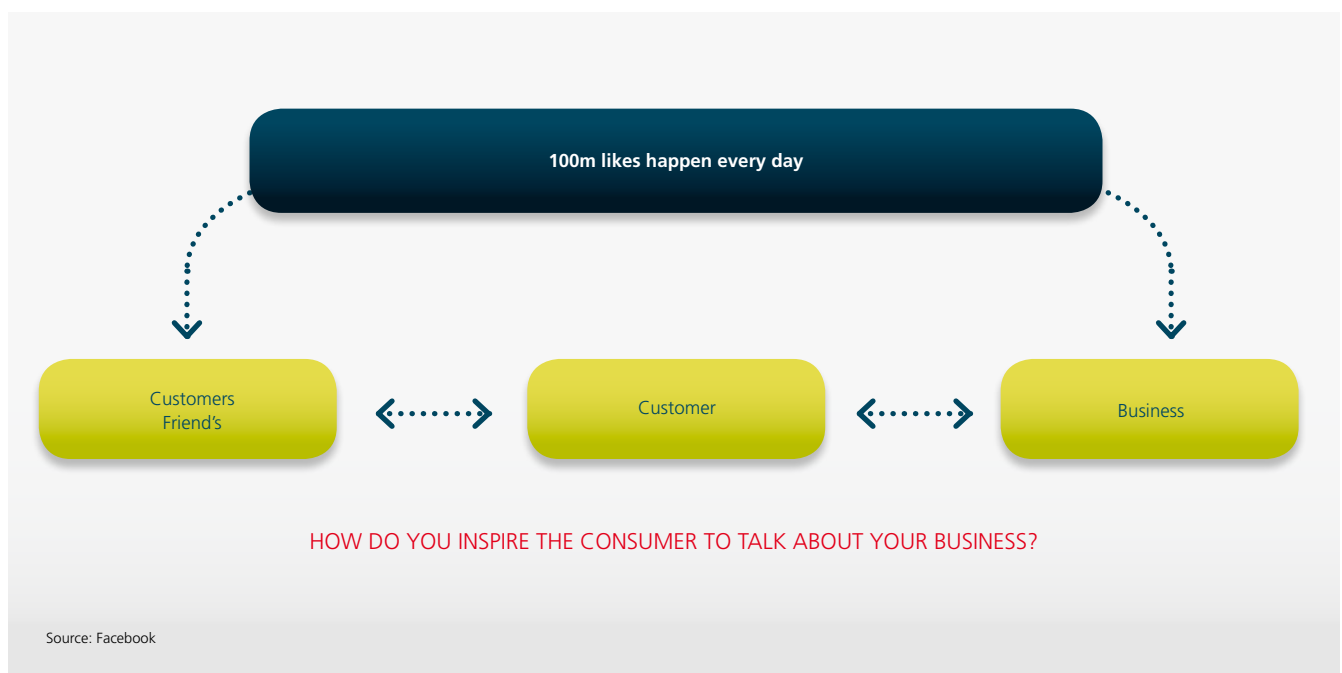 100m likes happen every day
Customers
Friend's
Customer
Business
HOW DO YOU INSPIRE THE CONSUMER TO TALK ABOUT YOUR BUSINESS?
Source: Facebook